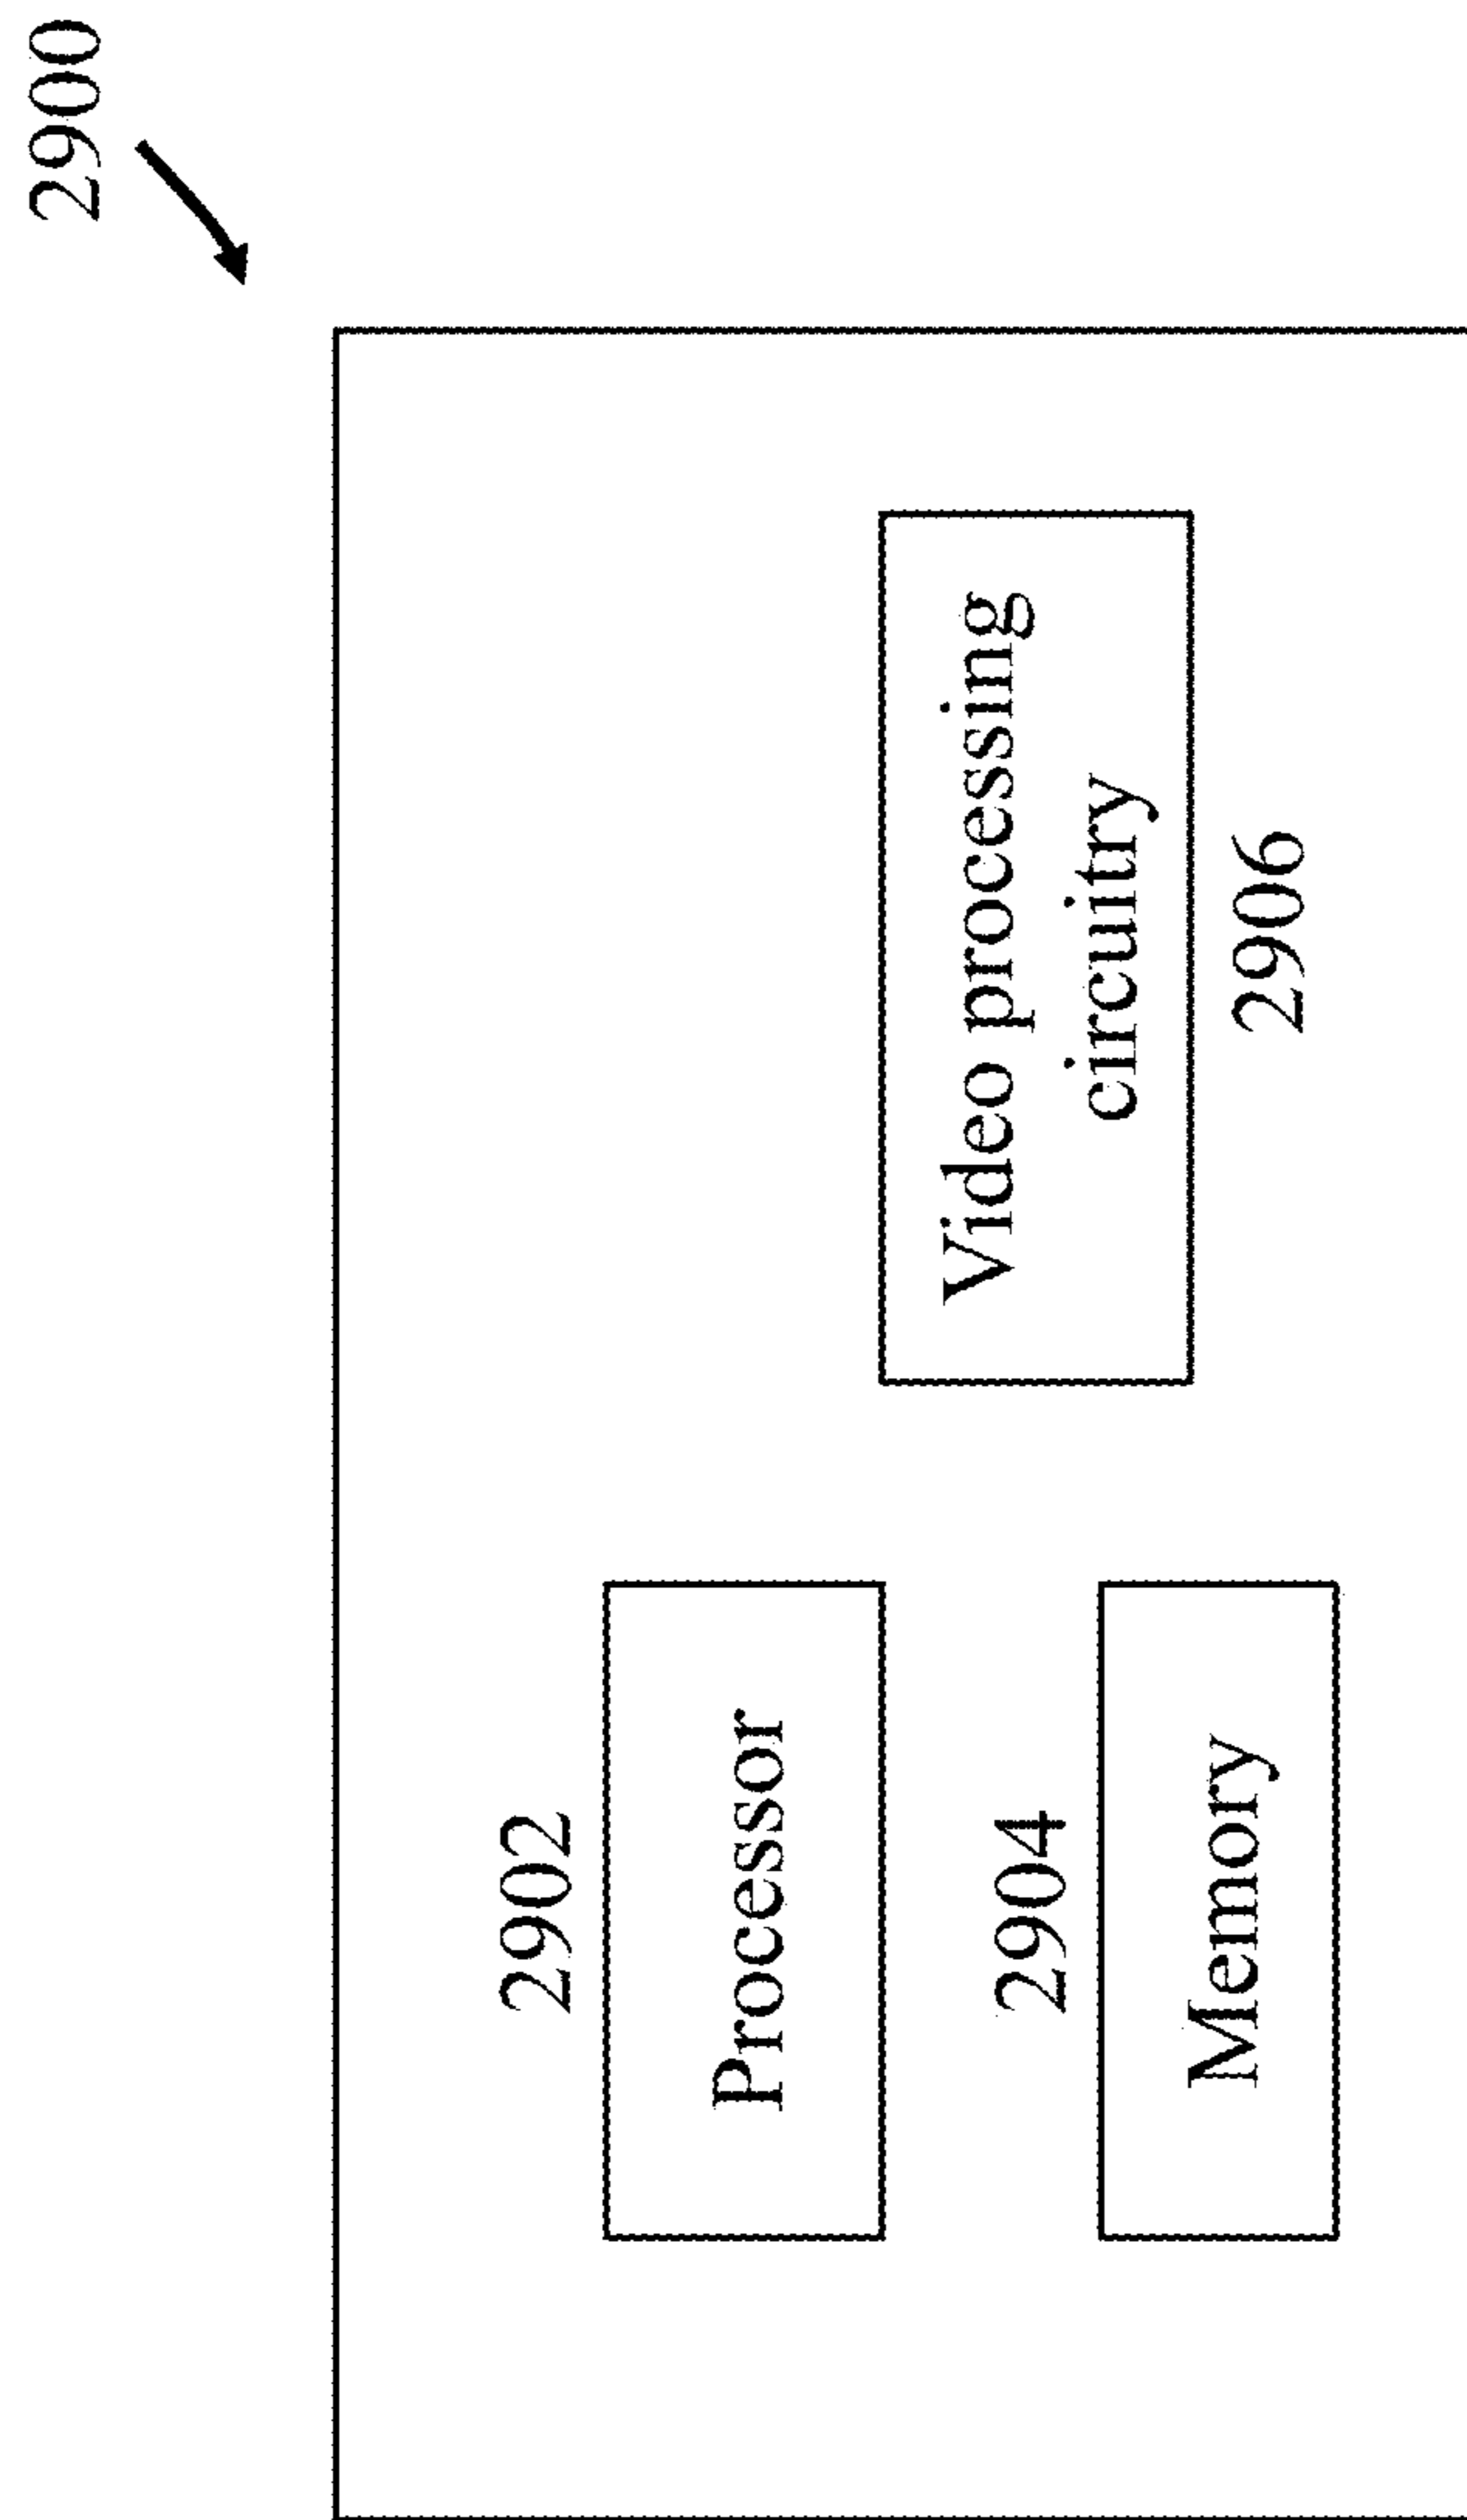 2900
2902
Processor
2904
Memory
Video processing
circuitry
2906